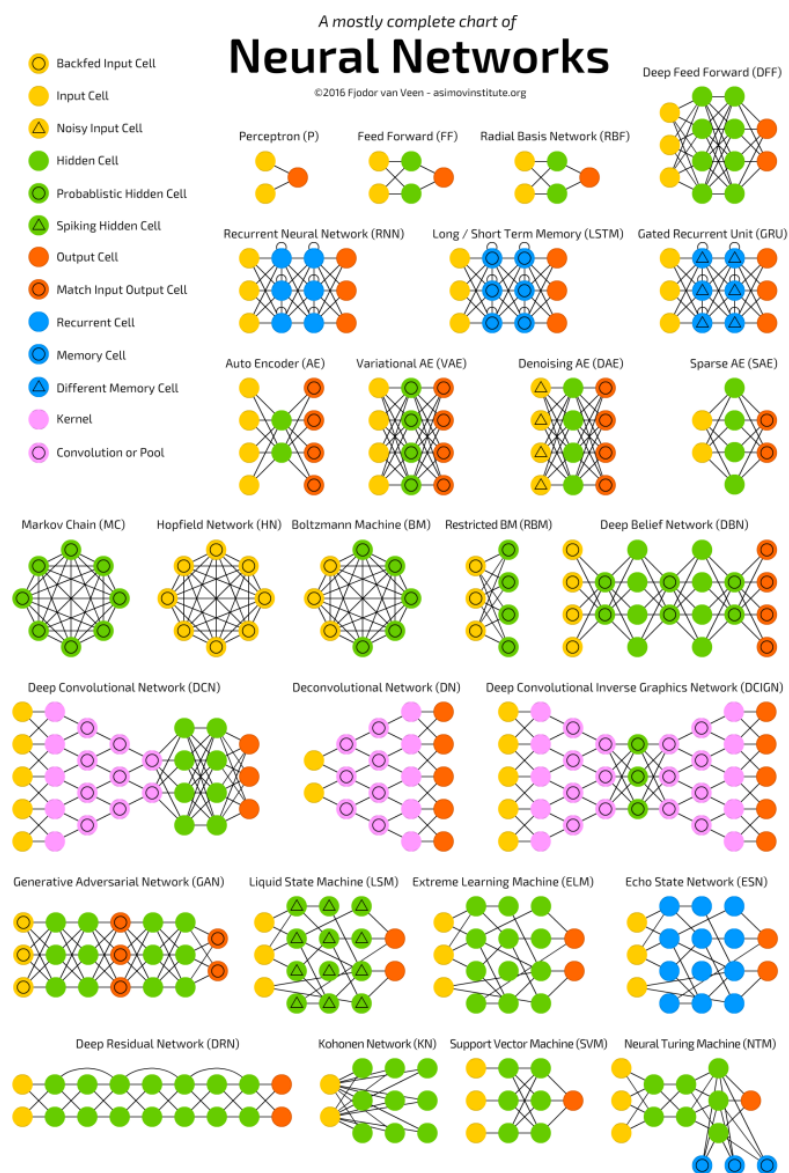 A mostly complete chart of
Neural Networks
©2016 Fjodor van Veen - asimovinstitute.org
Backfed Input Cell
Input Cell
Noisy Input Cell
Hidden Cell
Probablistic Hidden Cell
Spiking Hidden Cell
Output Cell
Match Input Output Cell
Recurrent Cell
Memory Cell
Different Memory Cell
Kernel
Convolution or Pool
Deep Feed Forward (DFF)
Perceptron (P)
Feed Forward (FF)
Radial Basis Network (RBF)
Recurrent Neural Network (RNN)
Long / Short Term Memory (LSTM)
Gated Recurrent Unit (GRU)
Auto Encoder (AE)
Variational AE (VAE)
Denoising AE (DAE)
Sparse AE (SAE)
Markov Chain (MC)
Hopfield Network (HN)
Boltzmann Machine (BM)
Restricted BM (RBM)
Deep Belief Network (DBN)
Deep Convolutional Network (DCN)
Deconvolutional Network (DN)
Deep Convolutional Inverse Graphics Network (DCIGN)
Generative Adversarial Network (GAN)
Liquid State Machine (LSM)
Extreme Learning Machine (ELM)
Echo State Network (ESN)
Deep Residual Network (DRN)
Kohonen Network (KN)
Support Vector Machine (SVM)
Neural Turing Machine (NTM)